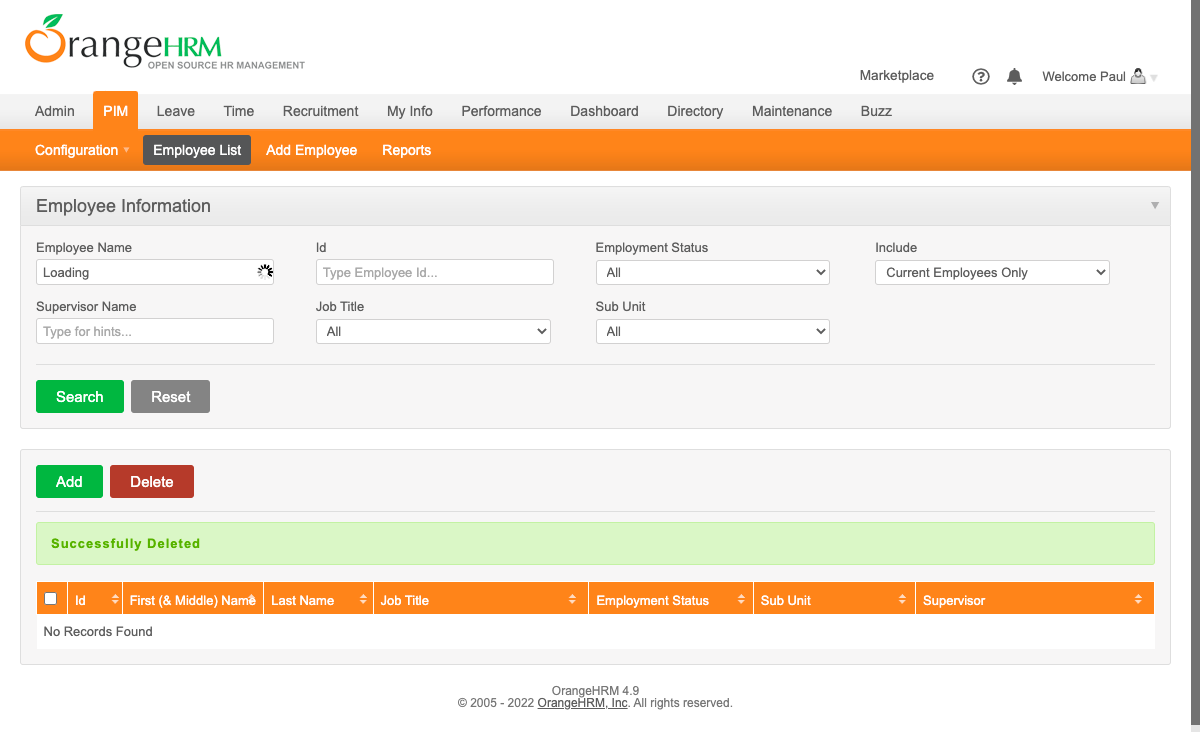 OrangeHRM
OPEN SOURCE HR MANAGEMENT
Marketplace
?
Welcome Paul
Admin PIM Leave Time Recruitment My Info Performance Dashboard Directory Maintenance Buzz
Configuration Employee List Add Employee Reports
Employee Information
Employee Name Id Employment Status Include
Loading Type Employee Id... All Current Employees Only
Supervisor Name Job Title Sub Unit
Type for hints... All All
Search Reset
Add Delete
Successfully Deleted
Id First (& Middle) Name Last Name Job Title Employment Status Sub Unit Supervisor
No Records Found
OrangeHRM 4.9
© 2005 - 2022 OrangeHRM, Inc. All rights reserved.